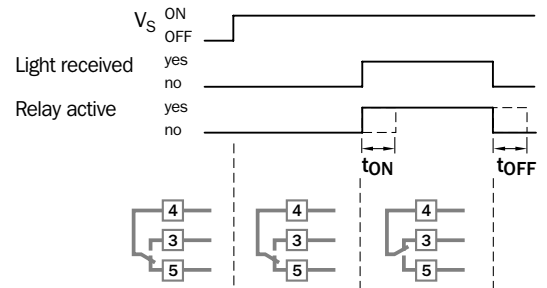 VS ON
OFF
Light received yes
no
Relay active yes
no
tON tOFF
4 4 4
3 3 3
5 5 5